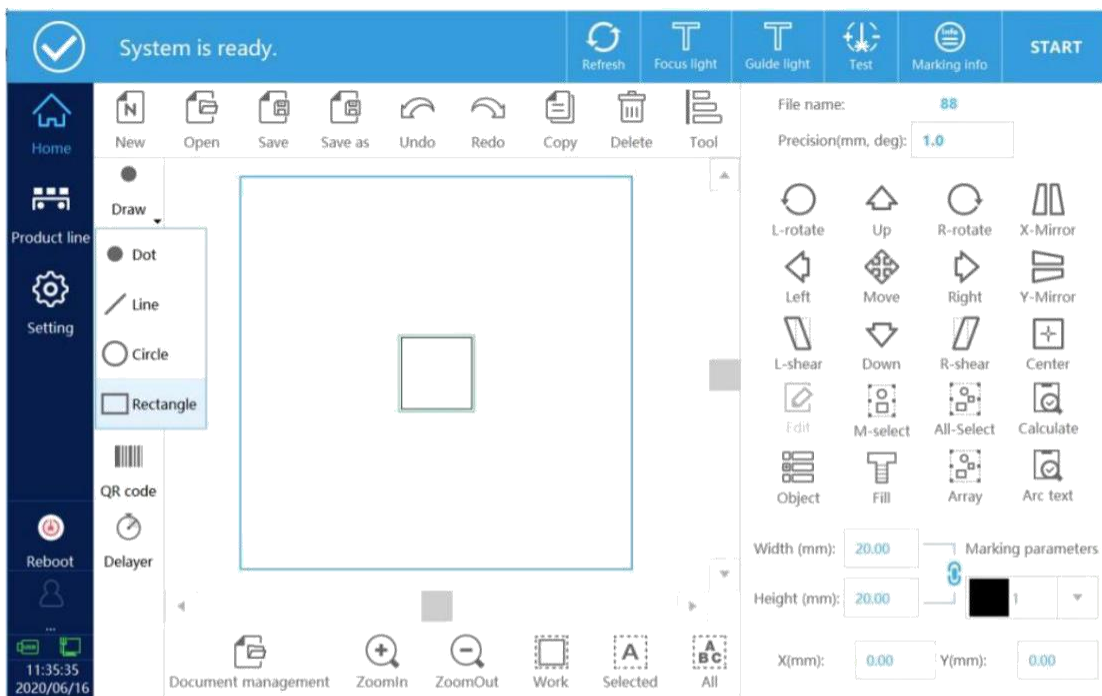 System is ready.
Refresh
Focus light
Guide light
Test
Info
Marking info
START
Home
Product line
Setting
Reboot
...
11:35:35
2020/06/16
N
New
Open
Save
Save as
Undo
Redo
Copy
Delete
Tool
Draw
Dot
Line
Circle
Rectangle
QR code
Delayer
Document management
ZoomIn
ZoomOut
Work
A
Selected
A
B C
All
File name: 88
Precision(mm, deg): 1.0
L-rotate Up R-rotate X-Mirror
Left Move Right Y-Mirror
L-shear Down R-shear Center
Edit M-select All-Select Calculate
Object Fill Array Arc text
Width (mm): 20.00 Marking parameters
Height (mm): 20.00 1
X(mm): 0.00 Y(mm): 0.00